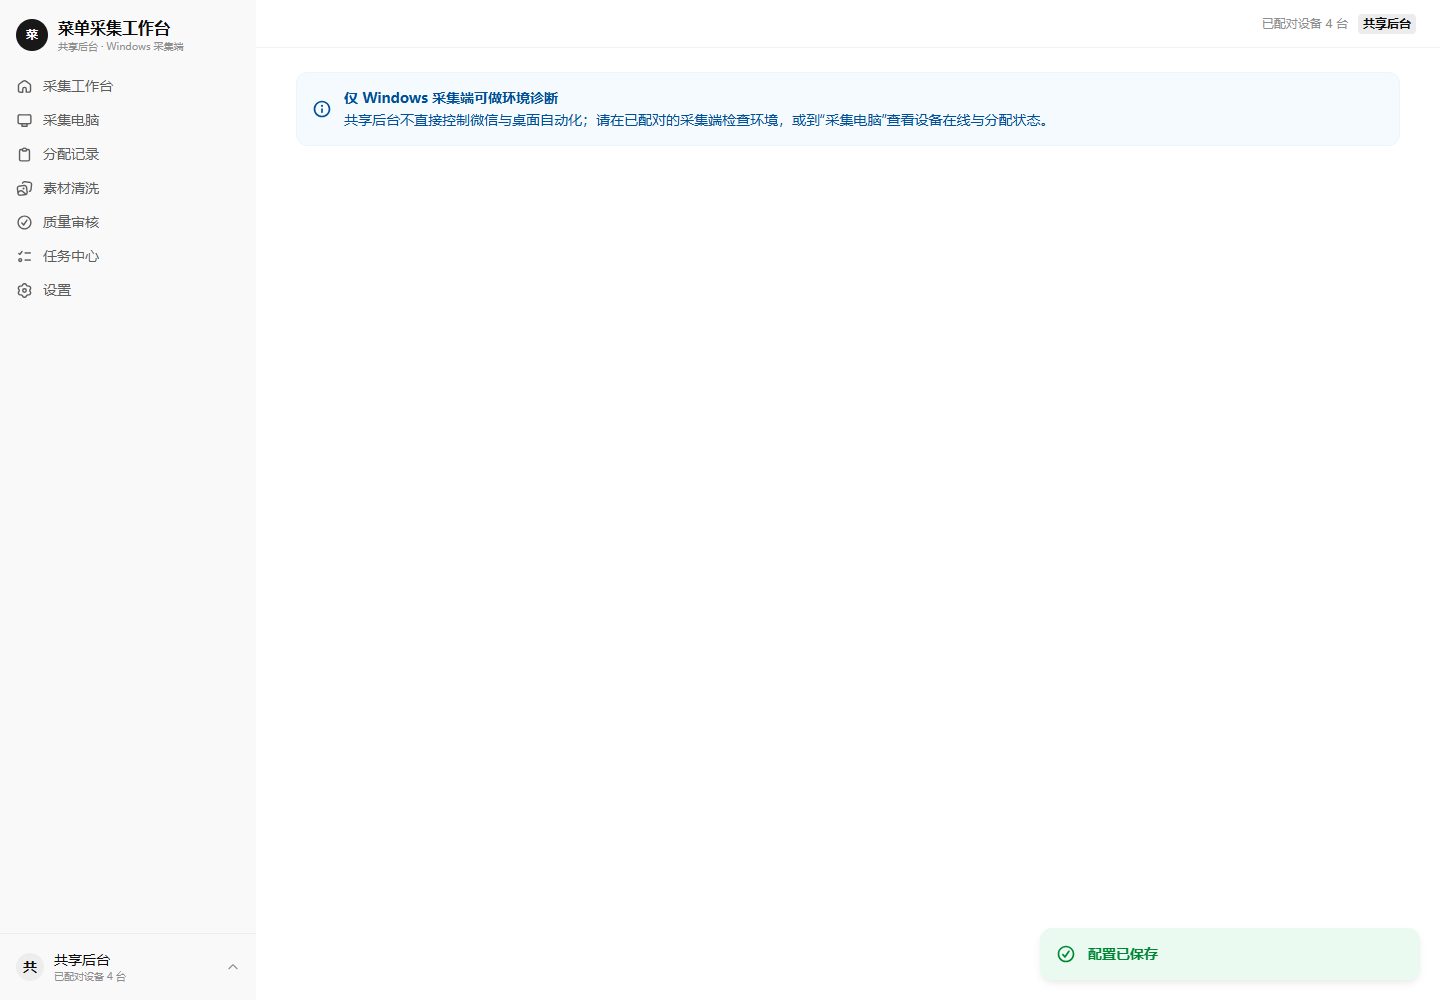 菜
菜单采集工作台
共享后台 · Windows 采集端
采集工作台
采集电脑
分配记录
素材清洗
质量审核
任务中心
设置
共
共享后台
已配对设备 4 台
已配对设备 4 台
共享后台
仅 Windows 采集端可做环境诊断
共享后台不直接控制微信与桌面自动化；请在已配对的采集端检查环境，或到“采集电脑”查看设备在线与分配状态。
配置已保存